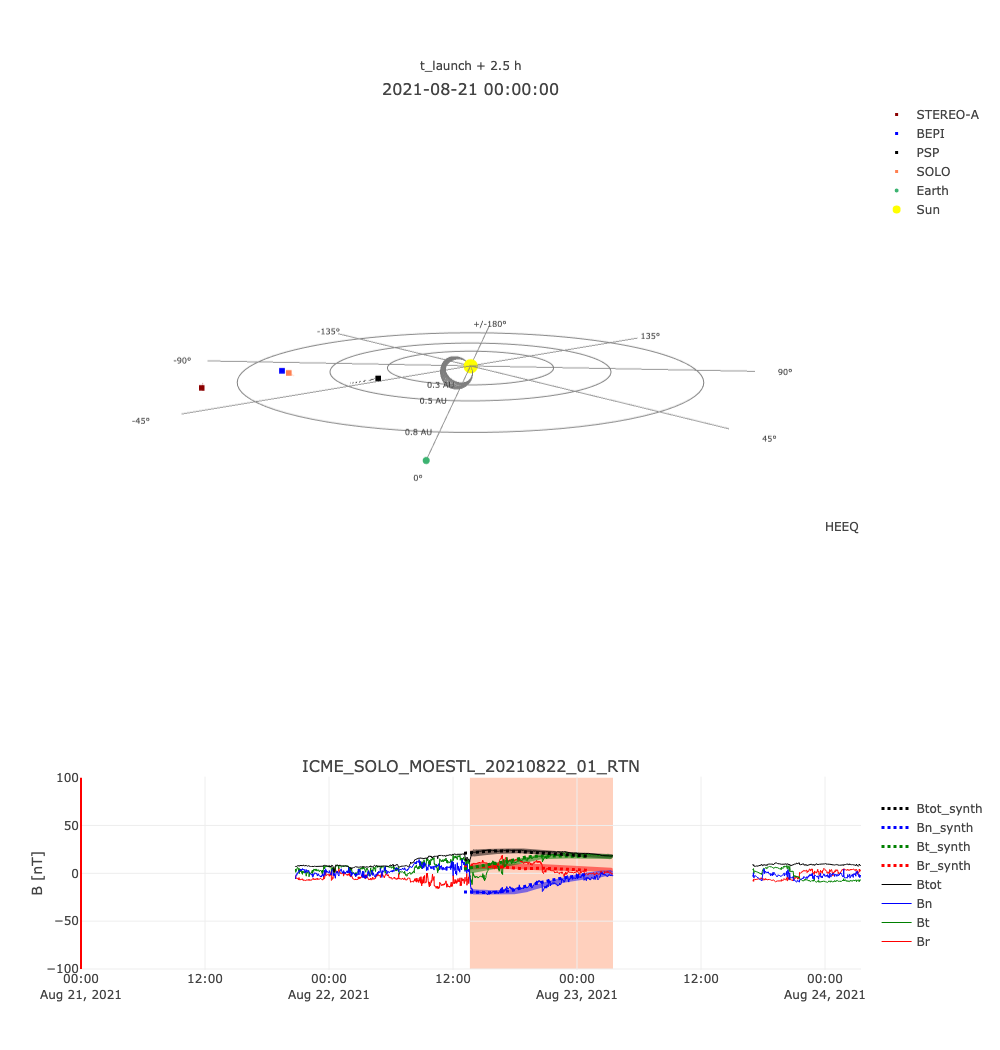 t_launch + 2.5 h
2021-08-21 00:00:00
STEREO-A
BEPI
PSP
SOLO
Earth
Sun
+/-180°
-135°
135°
-90°
90°
0.3 AU
0.5 AU
-45°
0.8 AU
45°
0°
HEEQ
ICME_SOLO_MOESTL_20210822_01_RTN
B [nT]
100
50
0
−50
−100
00:00
12:00
00:00
12:00
00:00
12:00
00:00
Aug 21, 2021
Aug 22, 2021
Aug 23, 2021
Aug 24, 2021
Btot_synth
Bn_synth
Bt_synth
Br_synth
Btot
Bn
Bt
Br